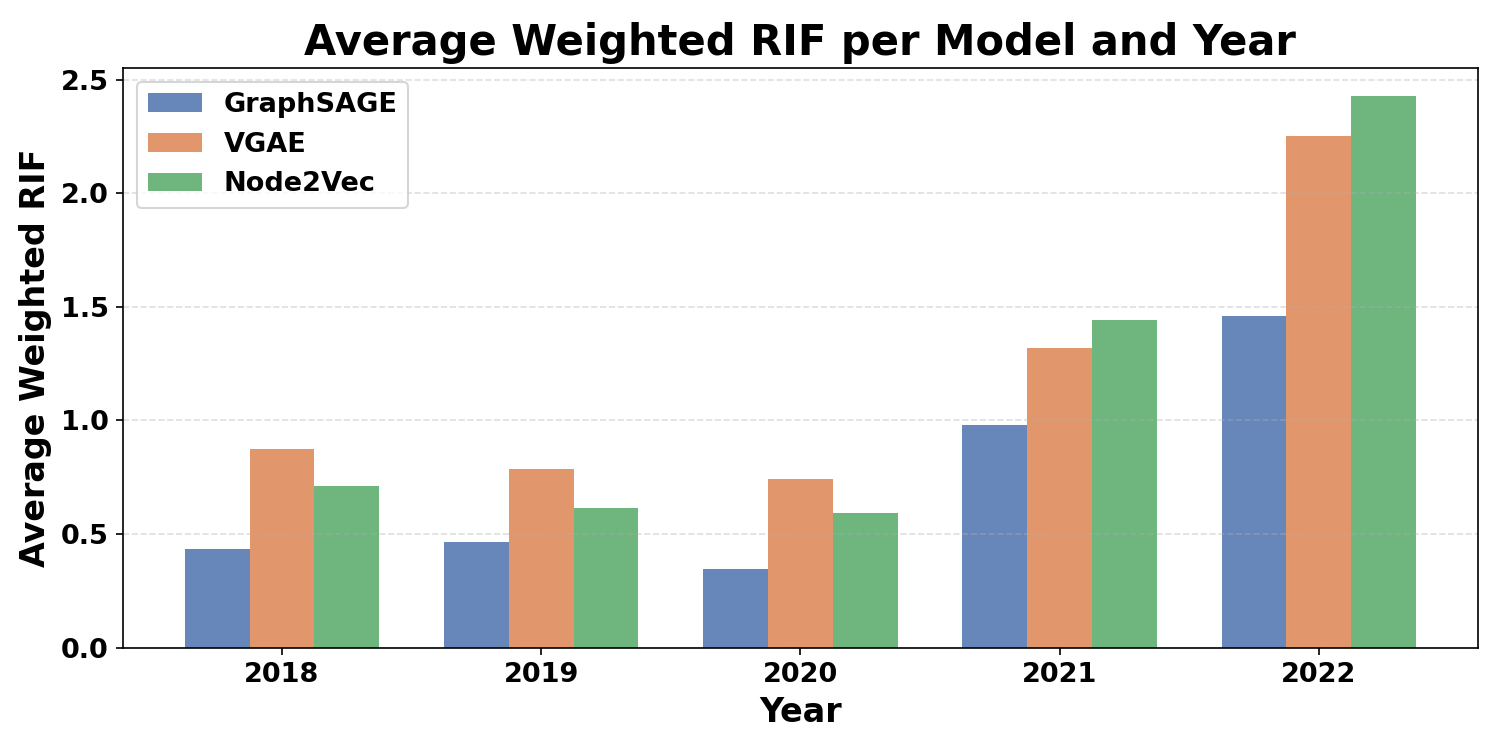 Average Weighted RIF per Model and Year
GraphSAGE
VGAE
Node2Vec
Average Weighted RIF
2.5
2.0
1.5
1.0
0.5
0.0
2018 2019 2020 2021 2022
Year